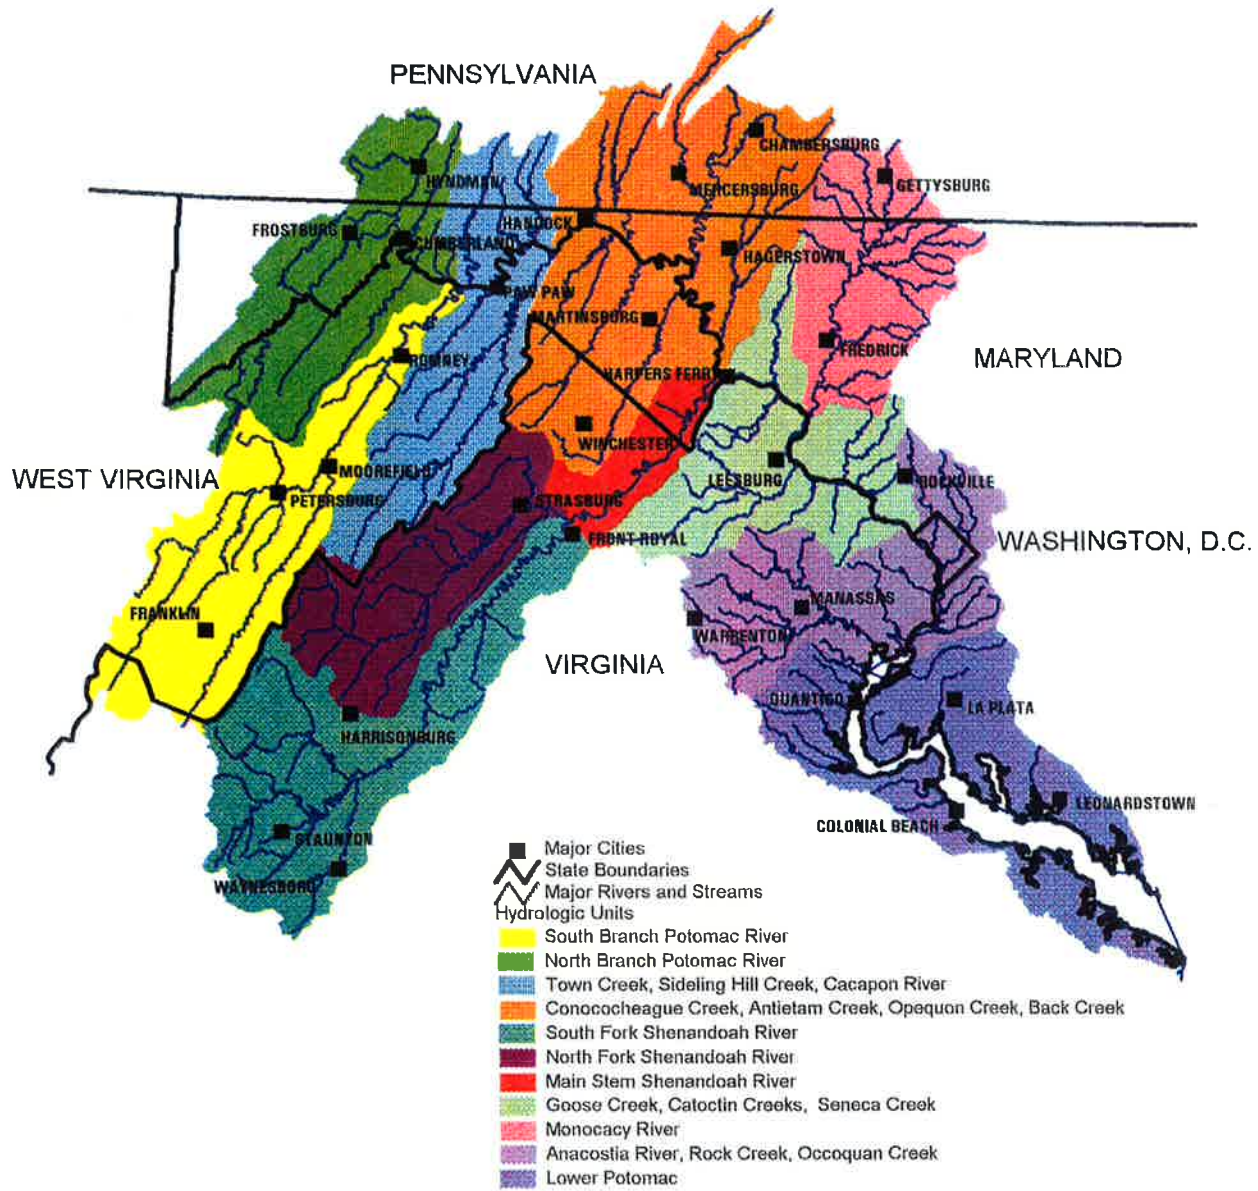 PENNSYLVANIA
CHAMBERSBURG
HYNDMAN
MERCERSBURG
GETTYSBURG
HANDOCK
FROSTBURG
CUMBERLAND
HAGERSTOWN
PAW PAW
MARTINSBURG
FREDRICK
MARYLAND
ROMNEY
HARPERS FERRY
WINCHESTER
WEST VIRGINIA
MOOREFIELD
LEESBURG
ROCKVILLE
PETERSBURG
STRASBURG
FRONT ROYAL
WASHINGTON, D.C.
MANASSAS
FRANKLIN
WARRENTON
VIRGINIA
QUANTICO
LA PLATA
HARRISONBURG
LEONARDSTOWN
COLONIAL BEACH
STAUNTON
WAYNESBORO
Major Cities
State Boundaries
Major Rivers and Streams
Hydrologic Units
South Branch Potomac River
North Branch Potomac River
Town Creek, Sideling Hill Creek, Cacapon River
Conococheague Creek, Antietam Creek, Opequon Creek, Back Creek
South Fork Shenandoah River
North Fork Shenandoah River
Main Stem Shenandoah River
Goose Creek, Catoctin Creeks, Seneca Creek
Monocacy River
Anacostia River, Rock Creek, Occoquan Creek
Lower Potomac